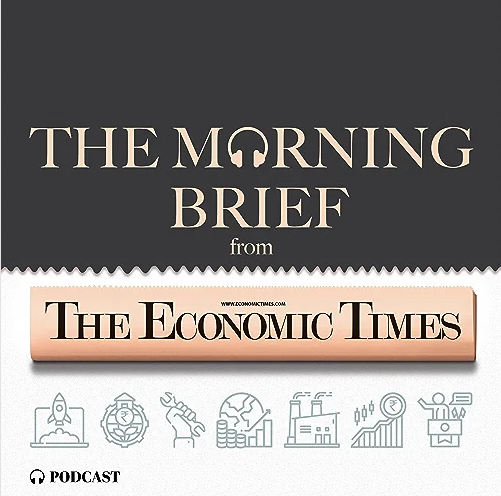 THE MORNING
BRIEF
from
WWW.ECONOMICTIMES.COM
THE ECONOMIC TIMES
₹
₹
PODCAST